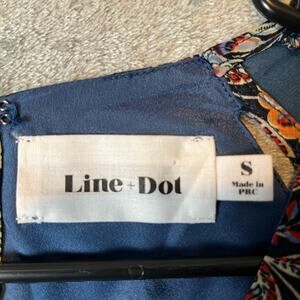 Line + Dot
S
Made in
PRC